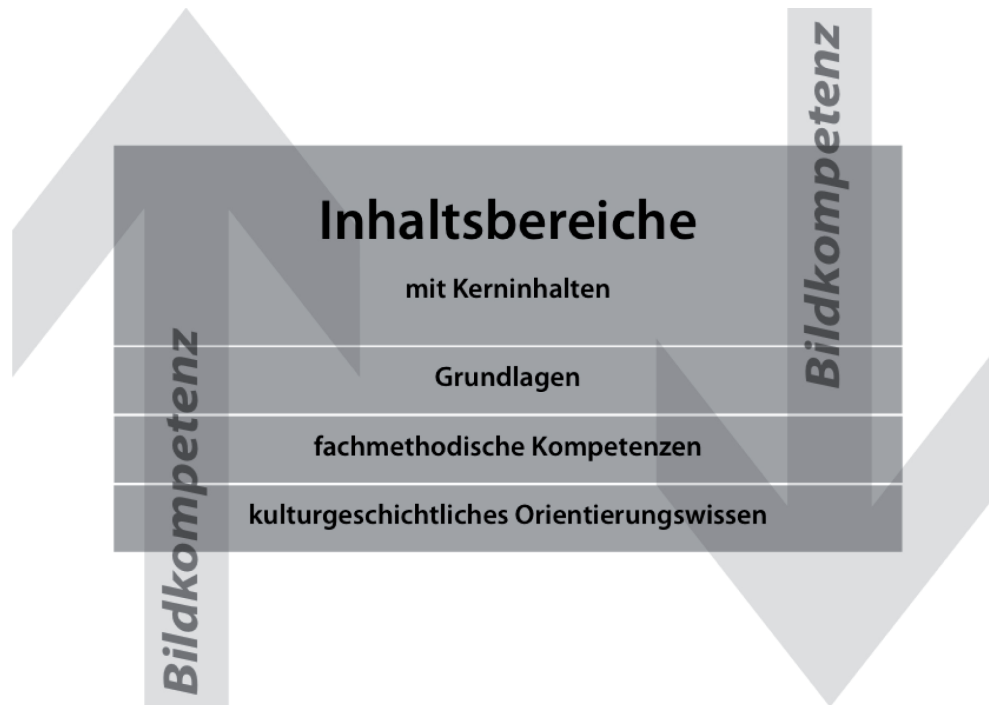 Inhaltsbereiche
mit Kerninhalten
Grundlagen
fachmethodische Kompetenzen
kulturgeschichtliches Orientierungswissen
Bildkompetenz
Bildkompetenz